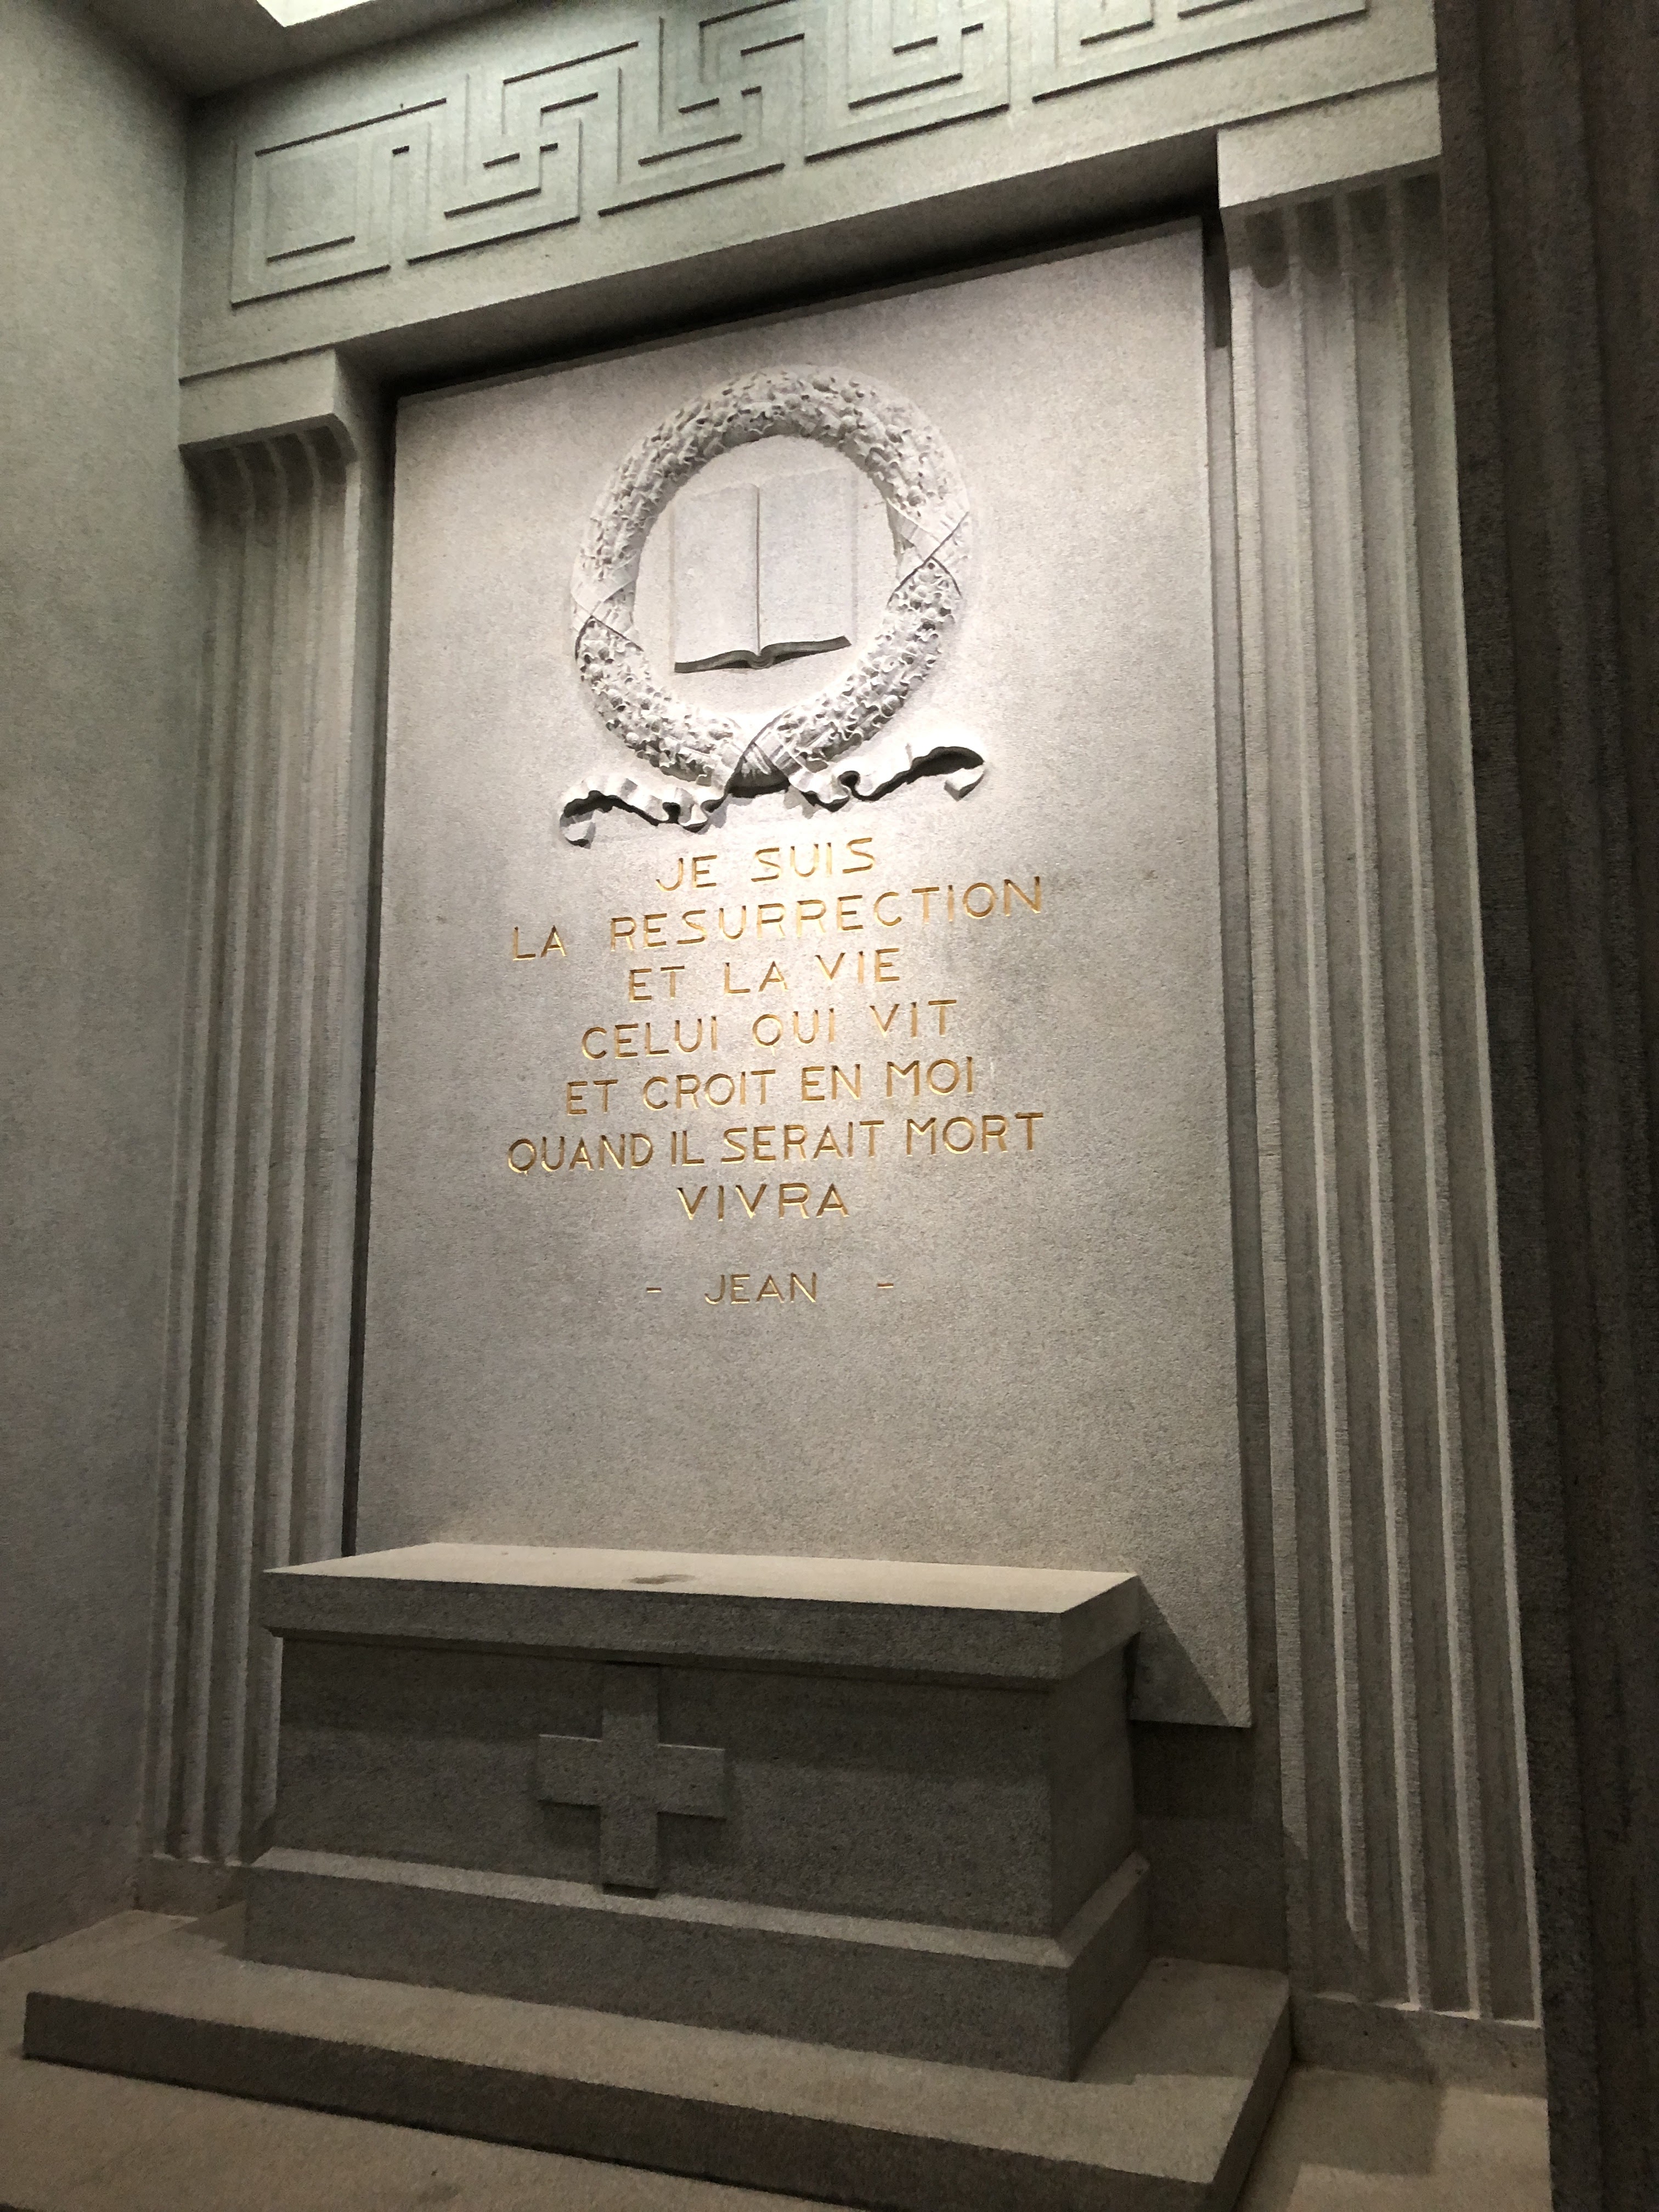 JE SUIS
LA RESURRECTION
ET LA VIE
CELUI QUI VIT
ET CROIT EN MOI
QUAND IL SERAIT MORT
VIVRA
- JEAN -